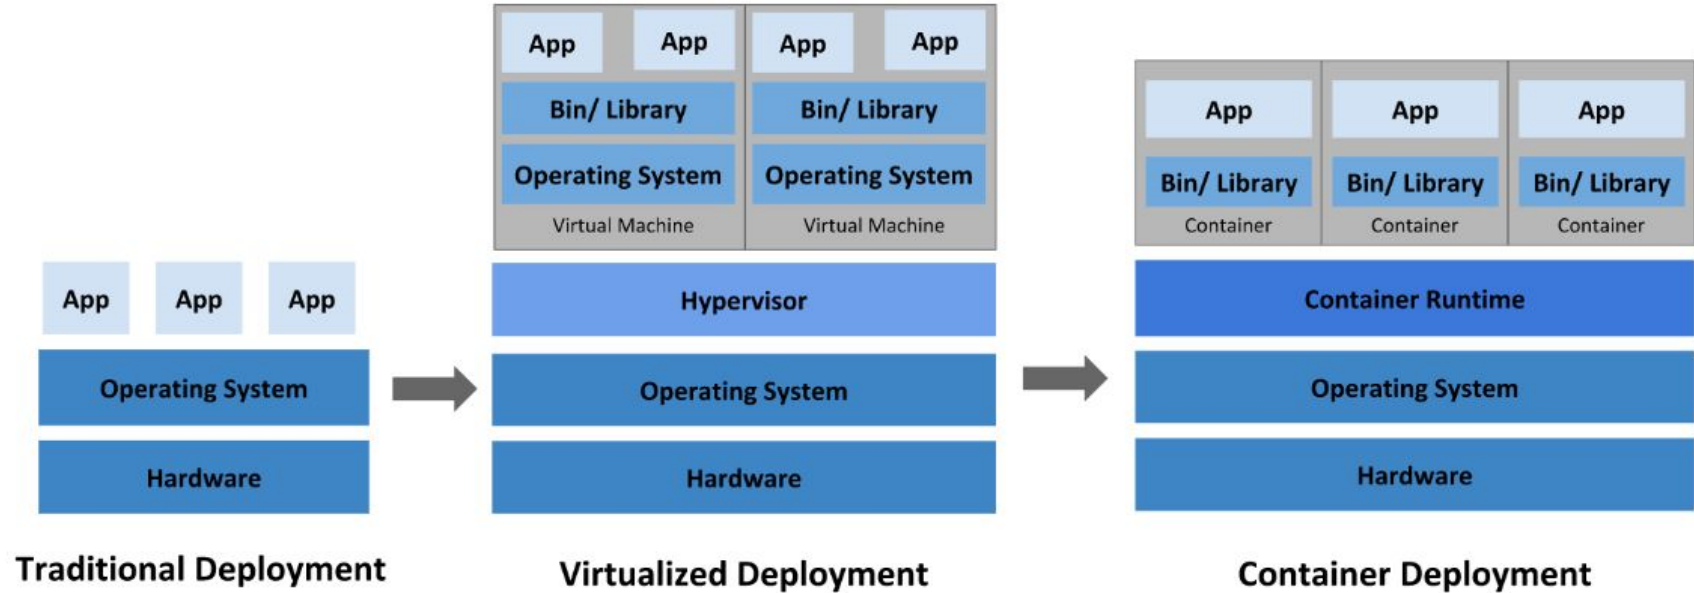 App
App
App
Operating System
Hardware
Traditional Deployment
App
App
App
App
Bin/ Library
Bin/ Library
Operating System
Operating System
Virtual Machine
Virtual Machine
Hypervisor
Operating System
Hardware
Virtualized Deployment
App
App
App
Bin/ Library
Bin/ Library
Bin/ Library
Container
Container
Container
Container Runtime
Operating System
Hardware
Container Deployment